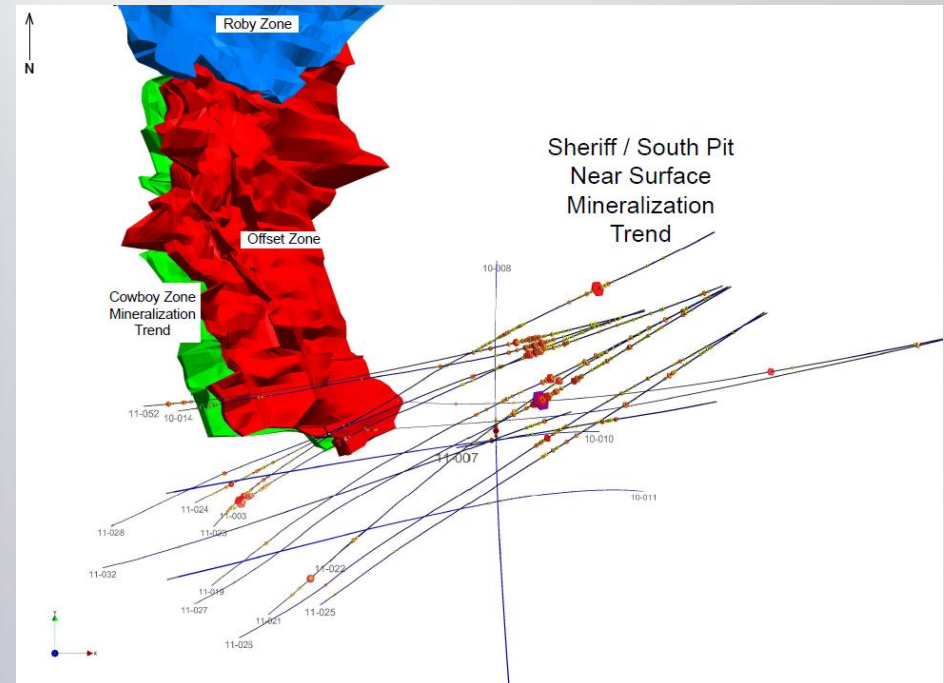 N
Roby Zone
Sheriff / South Pit
Near Surface
Mineralization
Trend
Offset Zone
10-008
Cowboy Zone
Mineralization
Trend
11-052
10-014
10-010
11-007
10-011
11-024
11-003
11-028
11-023
11-032
11-022
11-019
11-027
11-025
11-021
11-026
Y
X